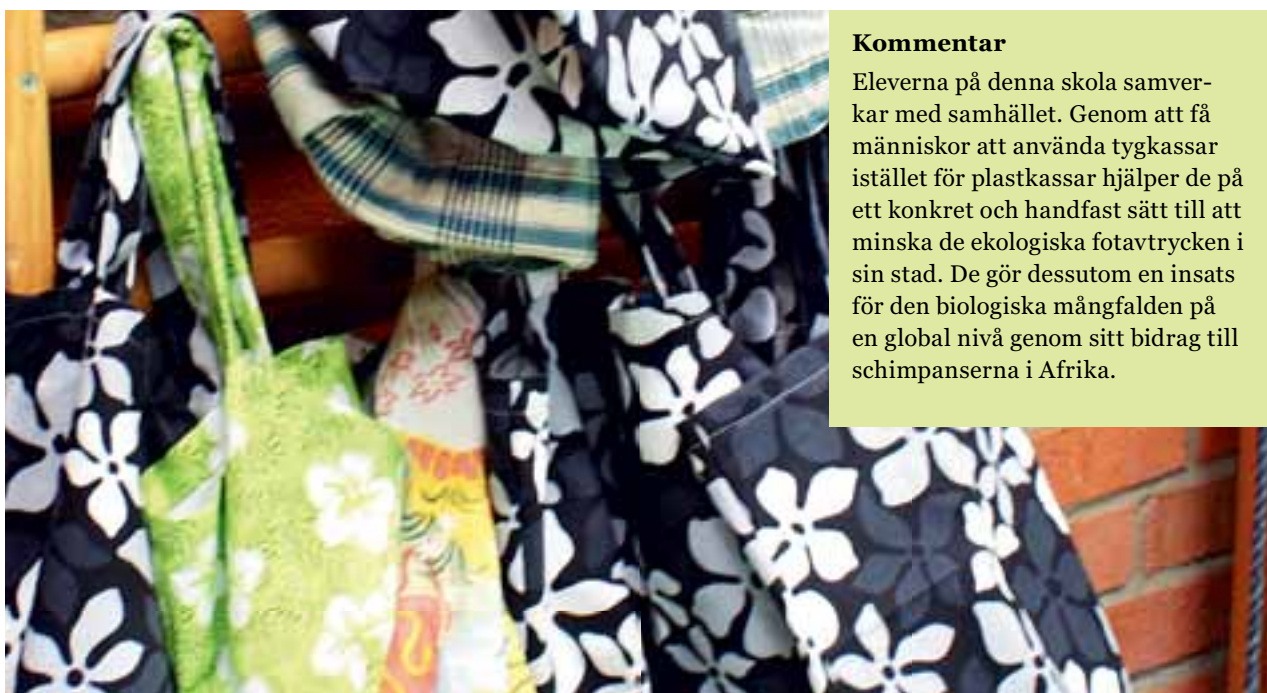 Kommentar
Eleverna på denna skola samver-
kar med samhället. Genom att få
människor att använda tygkassar
istället för plastkassar hjälper de på
ett konkret och handfast sätt till att
minska de ekologiska fotavtrycken i
sin stad. De gör dessutom en insats
för den biologiska mångfalden på
en global nivå genom sitt bidrag till
schimpanserna i Afrika.